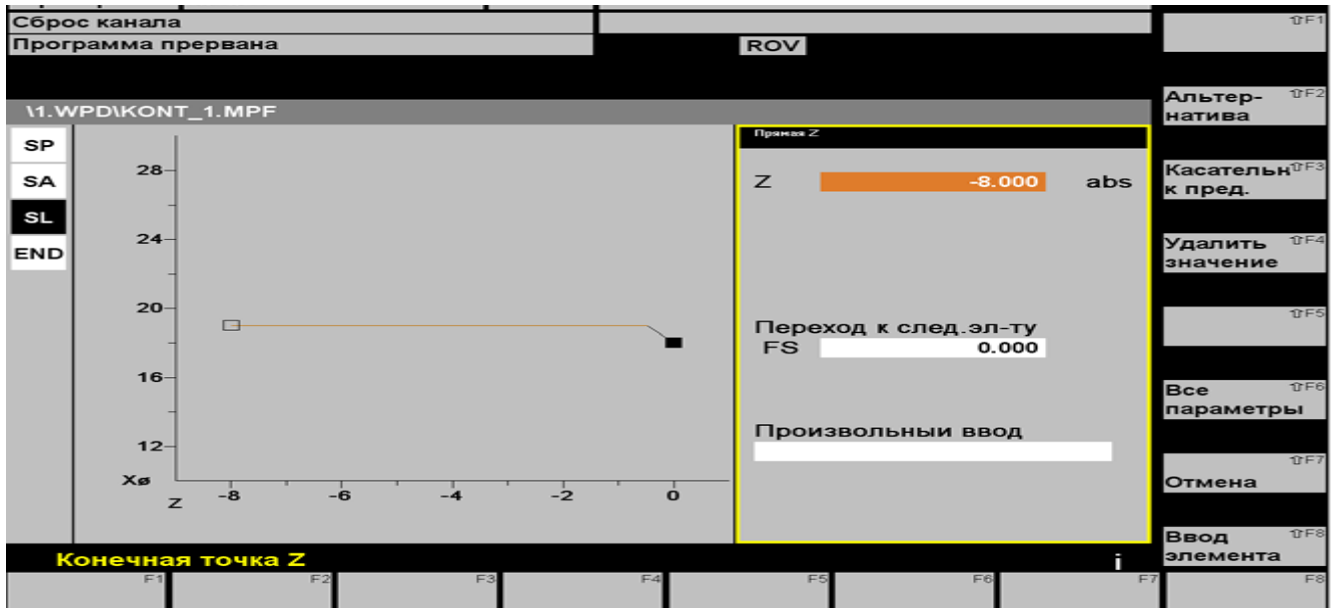 Сброс канала
⇧F1
Программа прервана
ROV
Альтер- ⇧F2
натива
\1.WPD\KONT_1.MPF
SP
SA
SL
END
28
24
20
16
12
Xø
Z
-8
-6
-4
-2
0
Прямая Z
Z -8.000 abs
Переход к след.эл-ту
FS 0.000
Произвольныи ввод
Касательн ⇧F3
к пред.
Удалить ⇧F4
значение
⇧F5
Все ⇧F6
параметры
⇧F7
Отмена
Ввод ⇧F8
элемента
Конечная точка Z
i
F1 F2 F3 F4 F5 F6 F7 F8